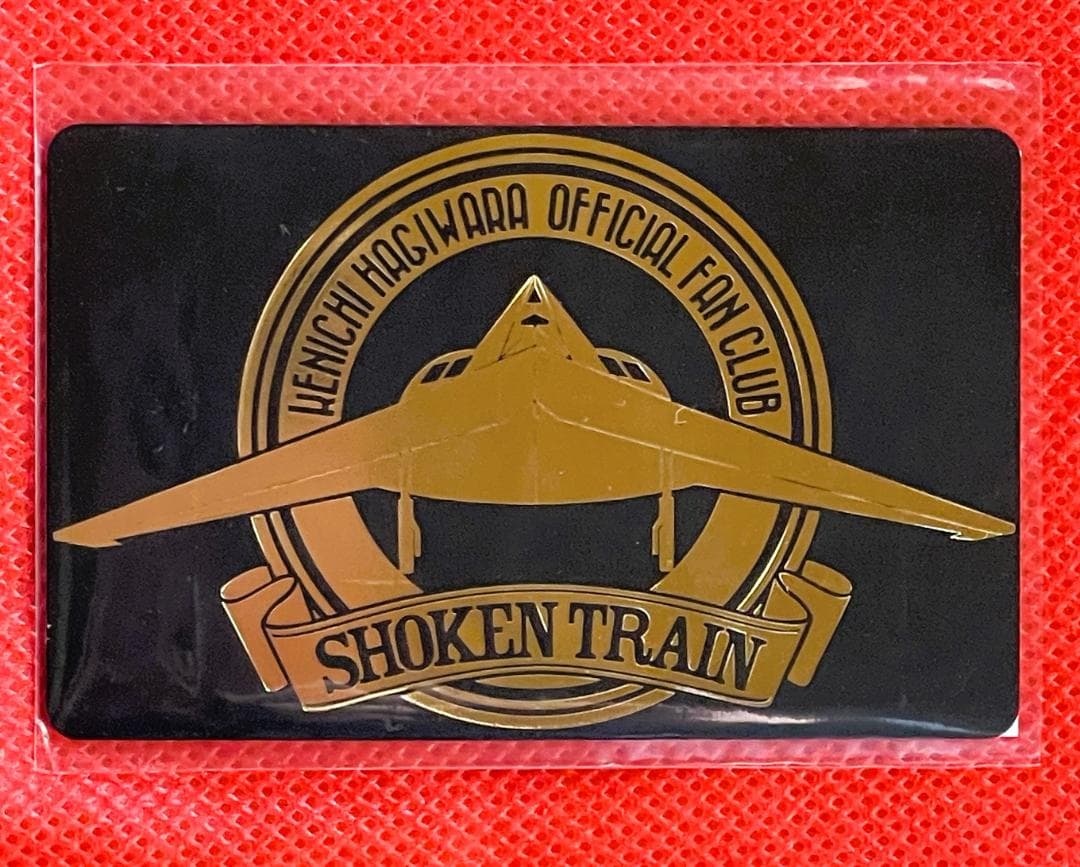 KENICHI HAGIWARA OFFICIAL FAN CLUB
SHOKEN TRAIN